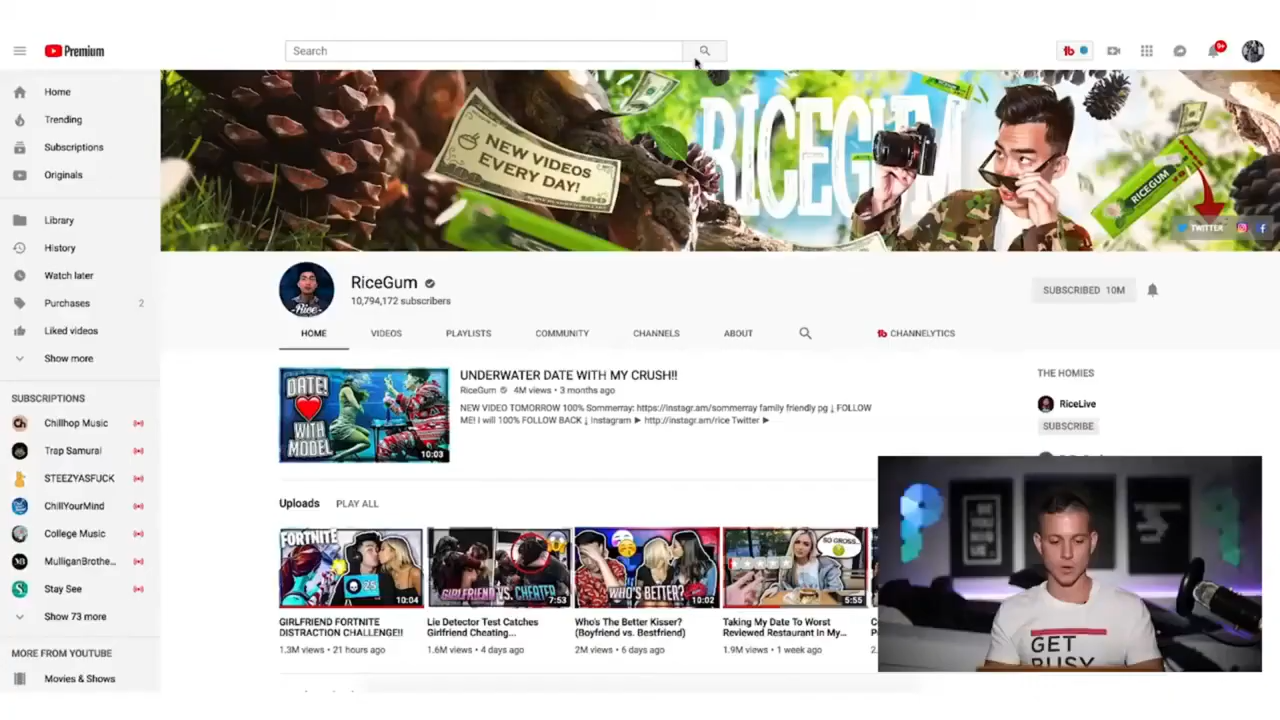 Premium
Search
9+
Home
Trending
Subscriptions
Originals
Library
History
Watch later
Purchases 2
Liked videos
Show more
SUBSCRIPTIONS
Chillhop Music
Trap Samurai
STEEZYASFUCK
ChillYourMind
College Music
MulliganBrothe...
Stay See
Show 73 more
MORE FROM YOUTUBE
Movies & Shows
NEW VIDEOS
EVERY DAY!
RICEGUM
RICEGUM
TWITTER
RiceGum
10,794,172 subscribers
SUBSCRIBED 10M
HOME VIDEOS PLAYLISTS COMMUNITY CHANNELS ABOUT CHANNELYTICS
DATE!
WITH
MODEL
10:03
UNDERWATER DATE WITH MY CRUSH!!
RiceGum 4M views • 3 months ago
NEW VIDEO TOMORROW 100% Sommerray: https://instagr.am/sommerray family friendly pg ↓ FOLLOW
ME! I will 100% FOLLOW BACK ↓ Instagram ► http://instagr.am/rice Twitter ►
THE HOMIES
RiceLive
SUBSCRIBE
Uploads PLAY ALL
FORTNITE
25
10:04
GIRLFRIEND VS. CHEATER
7:53
WHO'S BETTER?
10:02
SO GROSS...
5:55
GIRLFRIEND FORTNITE
DISTRACTION CHALLENGE!!
1.3M views • 21 hours ago
Lie Detector Test Catches
Girlfriend Cheating...
1.6M views • 4 days ago
Who's The Better Kisser?
(Boyfriend vs. Bestfriend)
2M views • 6 days ago
Taking My Date To Worst
Reviewed Restaurant In My...
1.9M views • 1 week ago
GET
BUSY